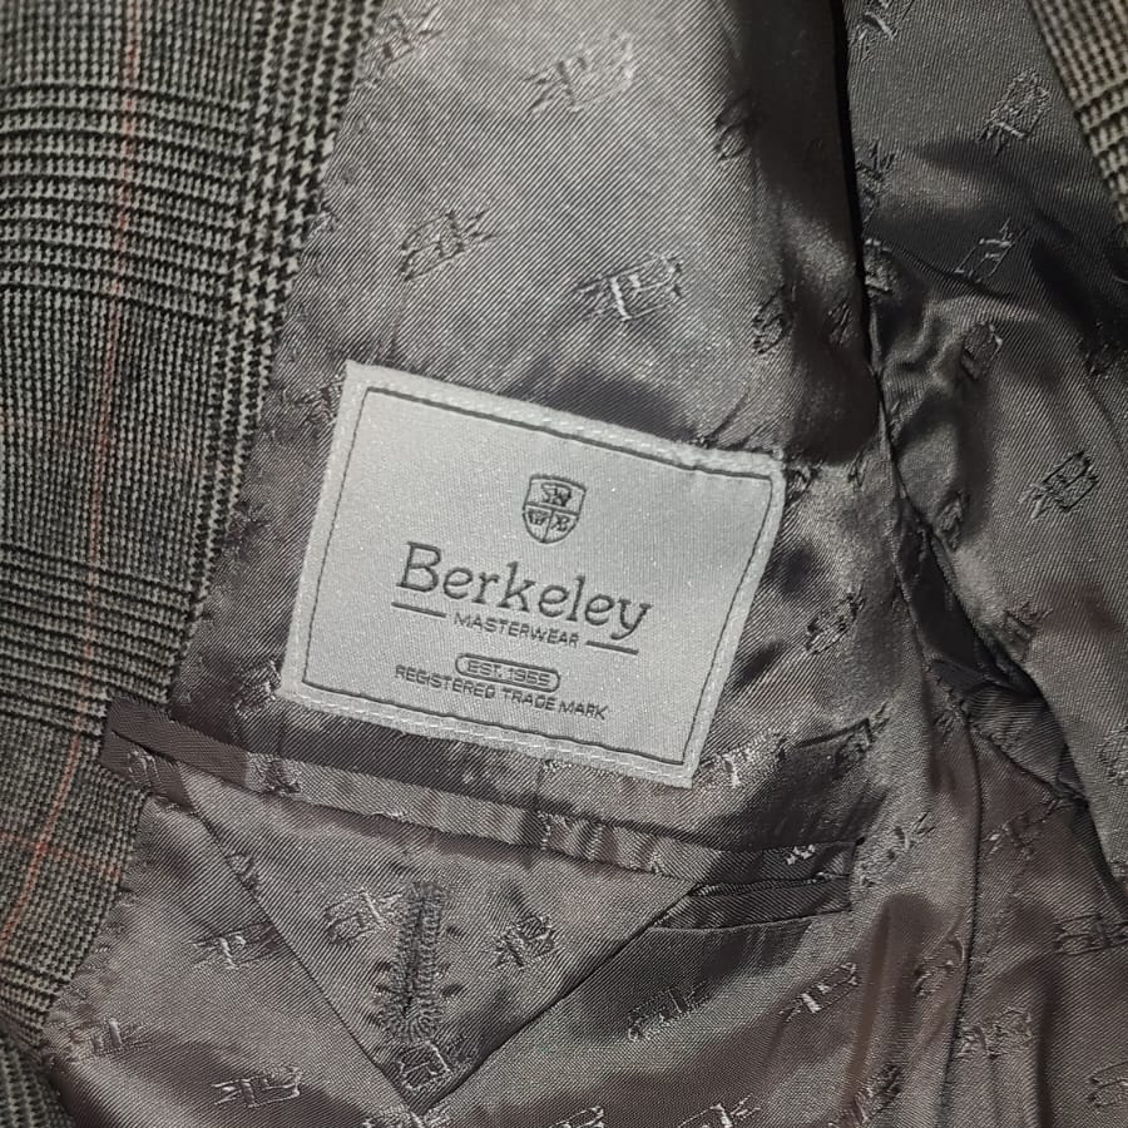 Berkeley
MASTERWEAR
EST. 1955
REGISTERED TRADE MARK